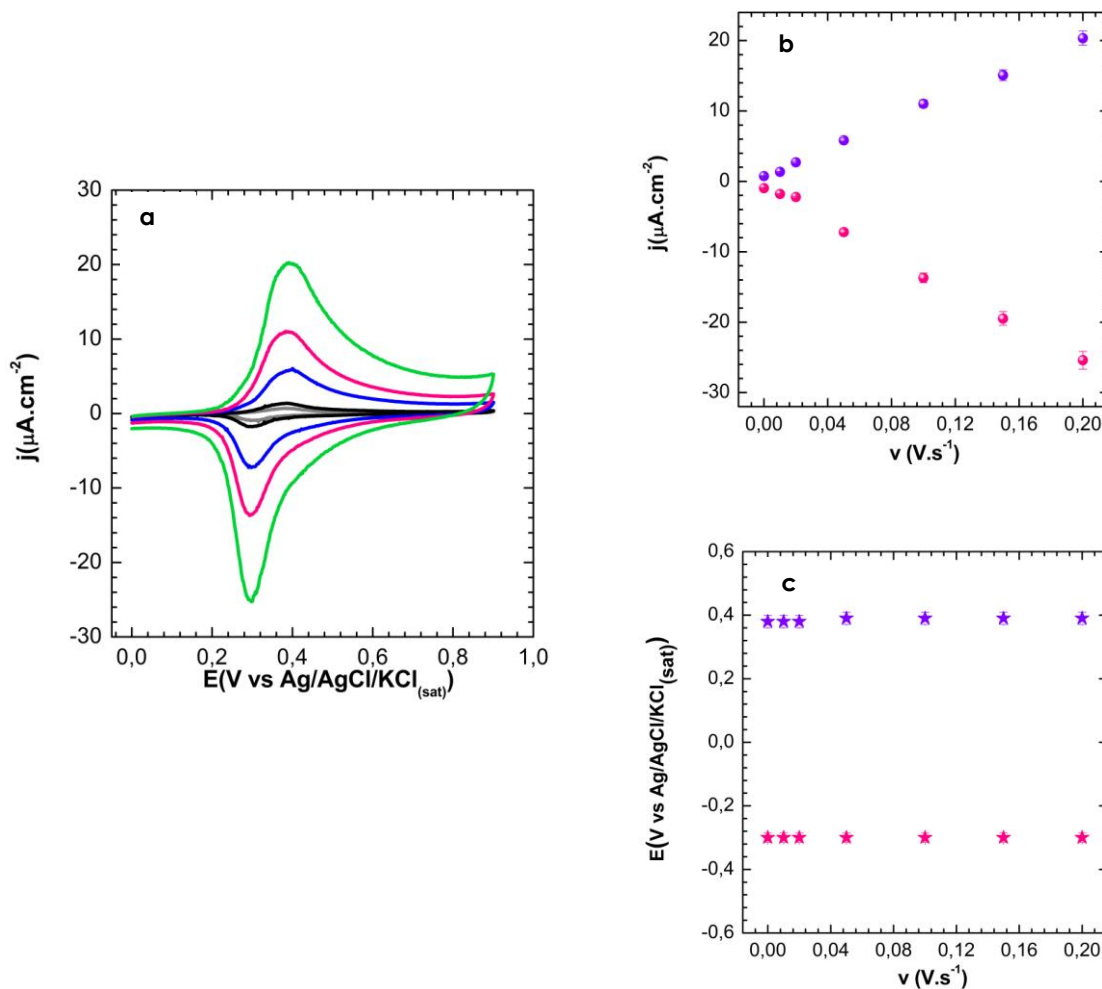 a
30
20
10
0
-10
-20
-30
j(μA.cm⁻²)
0,0 0,2 0,4 0,6 0,8 1,0
E(V vs Ag/AgCl/KCl(sat))
b
20
10
0
-10
-20
-30
j(μA.cm⁻²)
0,00 0,04 0,08 0,12 0,16 0,20
v (V.s⁻¹)
c
0,6
0,4
0,2
0,0
-0,2
-0,4
-0,6
E(V vs Ag/AgCl/KCl(sat))
0,00 0,04 0,08 0,12 0,16 0,20
v (V.s⁻¹)